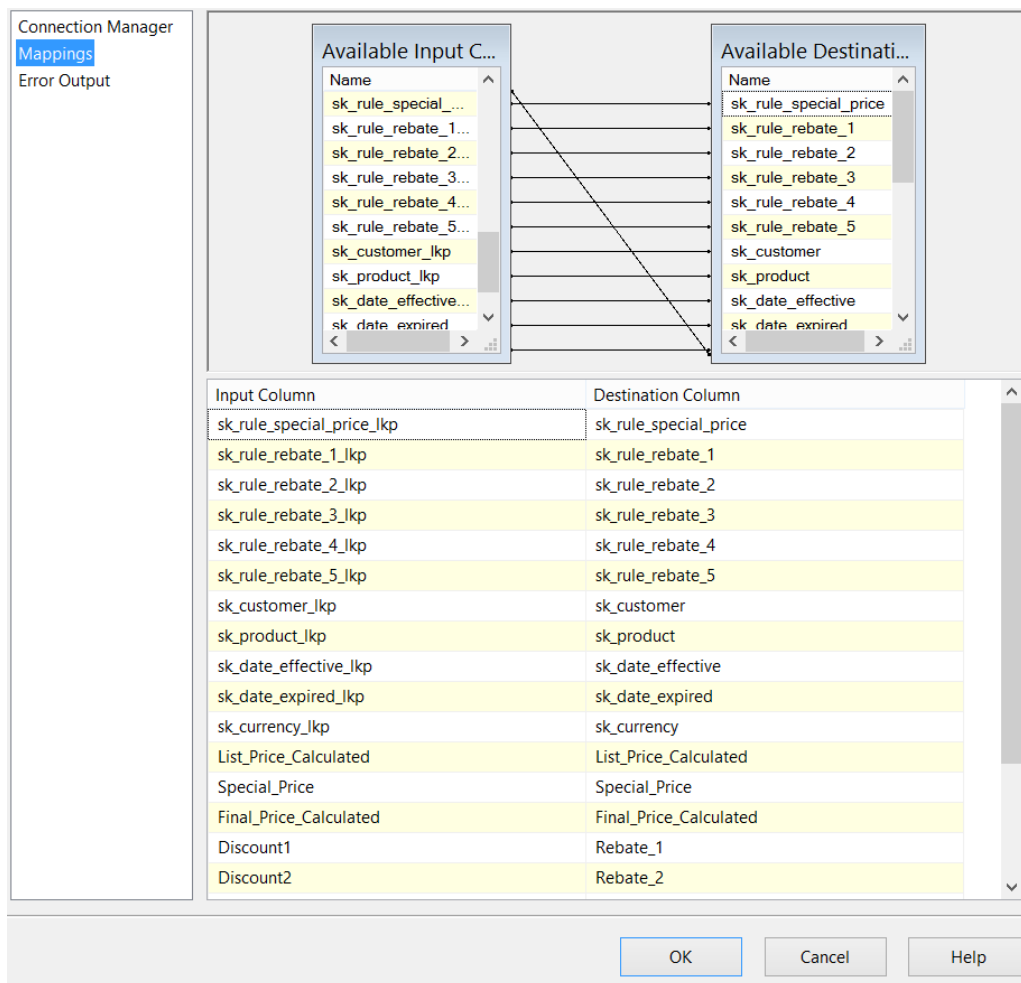 Connection Manager
Mappings
Error Output
Available Input C...
Name
sk_rule_special_...
sk_rule_rebate_1...
sk_rule_rebate_2...
sk_rule_rebate_3...
sk_rule_rebate_4...
sk_rule_rebate_5...
sk_customer_lkp
sk_product_lkp
sk_date_effective...
sk_date_expired
Available Destinati...
Name
sk_rule_special_price
sk_rule_rebate_1
sk_rule_rebate_2
sk_rule_rebate_3
sk_rule_rebate_4
sk_rule_rebate_5
sk_customer
sk_product
sk_date_effective
sk_date_expired
Input Column Destination Column
sk_rule_special_price_lkp sk_rule_special_price
sk_rule_rebate_1_lkp sk_rule_rebate_1
sk_rule_rebate_2_lkp sk_rule_rebate_2
sk_rule_rebate_3_lkp sk_rule_rebate_3
sk_rule_rebate_4_lkp sk_rule_rebate_4
sk_rule_rebate_5_lkp sk_rule_rebate_5
sk_customer_lkp sk_customer
sk_product_lkp sk_product
sk_date_effective_lkp sk_date_effective
sk_date_expired_lkp sk_date_expired
sk_currency_lkp sk_currency
List_Price_Calculated List_Price_Calculated
Special_Price Special_Price
Final_Price_Calculated Final_Price_Calculated
Discount1 Rebate_1
Discount2 Rebate_2
OK Cancel Help